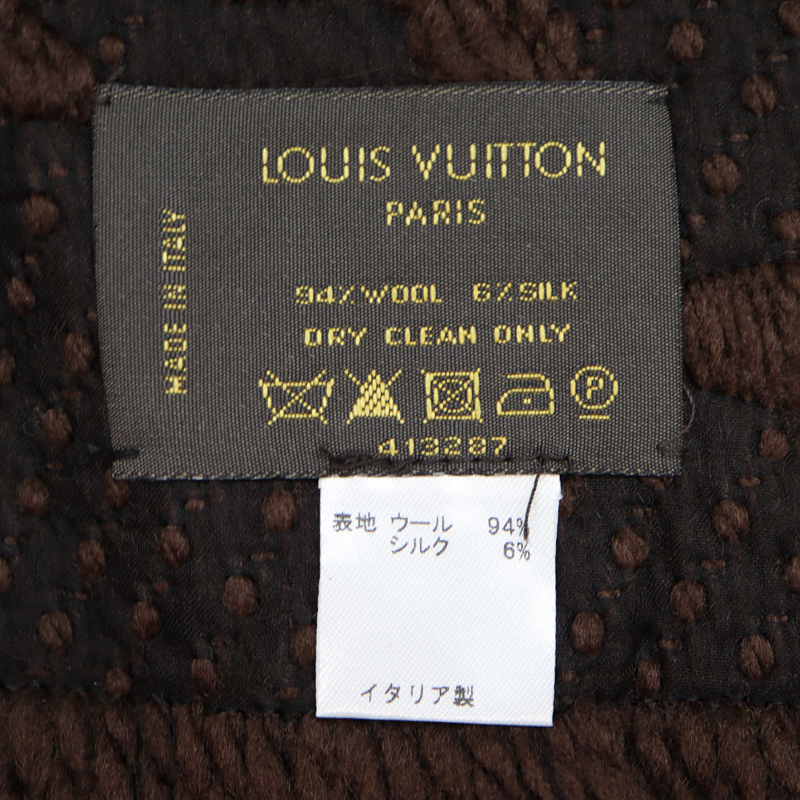 LOUIS VUITTON
PARIS
MADE IN ITALY
94% WOOL 6% SILK
DRY CLEAN ONLY
P
413287
表地 ウール 94%
シルク 6%
イタリア製